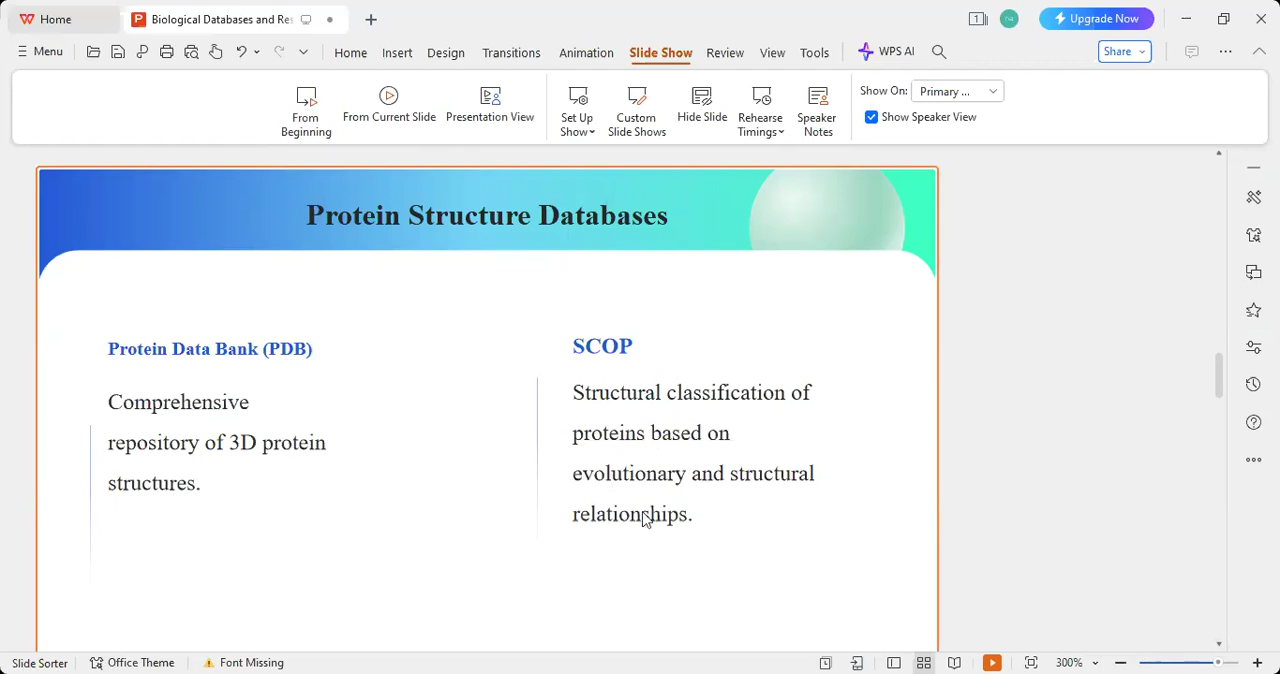 Home
Biological Databases and Res
1
Upgrade Now
Menu
Home Insert Design Transitions Animation Slide Show Review View Tools WPS AI
Share
From Beginning
From Current Slide
Presentation View
Set Up Show
Custom Slide Shows
Hide Slide
Rehearse Timings
Speaker Notes
Show On: Primary ...
Show Speaker View
Protein Structure Databases
Protein Data Bank (PDB)
Comprehensive
repository of 3D protein
structures.
SCOP
Structural classification of
proteins based on
evolutionary and structural
relationships.
Slide Sorter Office Theme Font Missing 300%